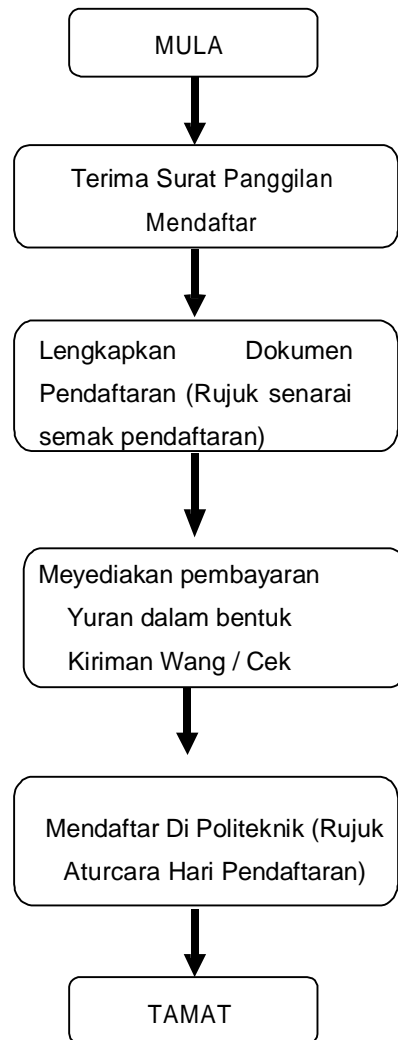 MULA
Terima Surat Panggilan
Mendaftar
Lengkapkan Dokumen
Pendaftaran (Rujuk senarai
semak pendaftaran)
Meyediakan pembayaran
Yuran dalam bentuk
Kiriman Wang / Cek
Mendaftar Di Politeknik (Rujuk
Aturcara Hari Pendaftaran)
TAMAT